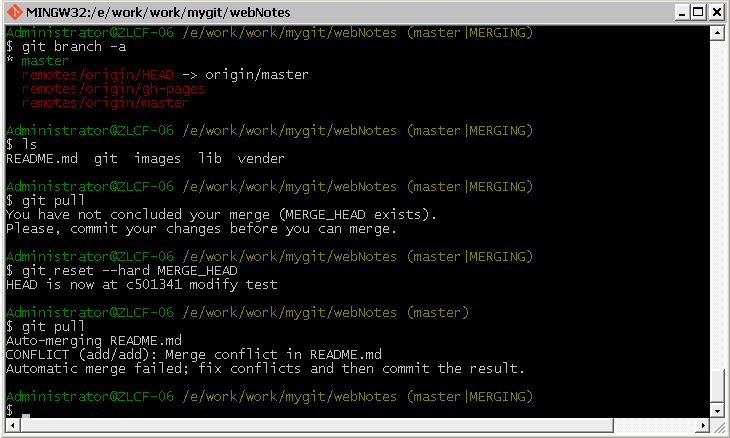 MINGW32:/e/work/work/mygit/webNotes
Administrator@ZLCF-06 /e/work/work/mygit/webNotes (master|MERGING)
$ git branch -a
* master
  remotes/origin/HEAD -> origin/master
  remotes/origin/gh-pages
  remotes/origin/master
Administrator@ZLCF-06 /e/work/work/mygit/webNotes (master|MERGING)
$ ls
README.md  git  images  lib  vender
Administrator@ZLCF-06 /e/work/work/mygit/webNotes (master|MERGING)
$ git pull
You have not concluded your merge (MERGE_HEAD exists).
Please, commit your changes before you can merge.
Administrator@ZLCF-06 /e/work/work/mygit/webNotes (master|MERGING)
$ git reset --hard MERGE_HEAD
HEAD is now at c501341 modify test
Administrator@ZLCF-06 /e/work/work/mygit/webNotes (master)
$ git pull
Auto-merging README.md
CONFLICT (add/add): Merge conflict in README.md
Automatic merge failed; fix conflicts and then commit the result.
Administrator@ZLCF-06 /e/work/work/mygit/webNotes (master|MERGING)
$